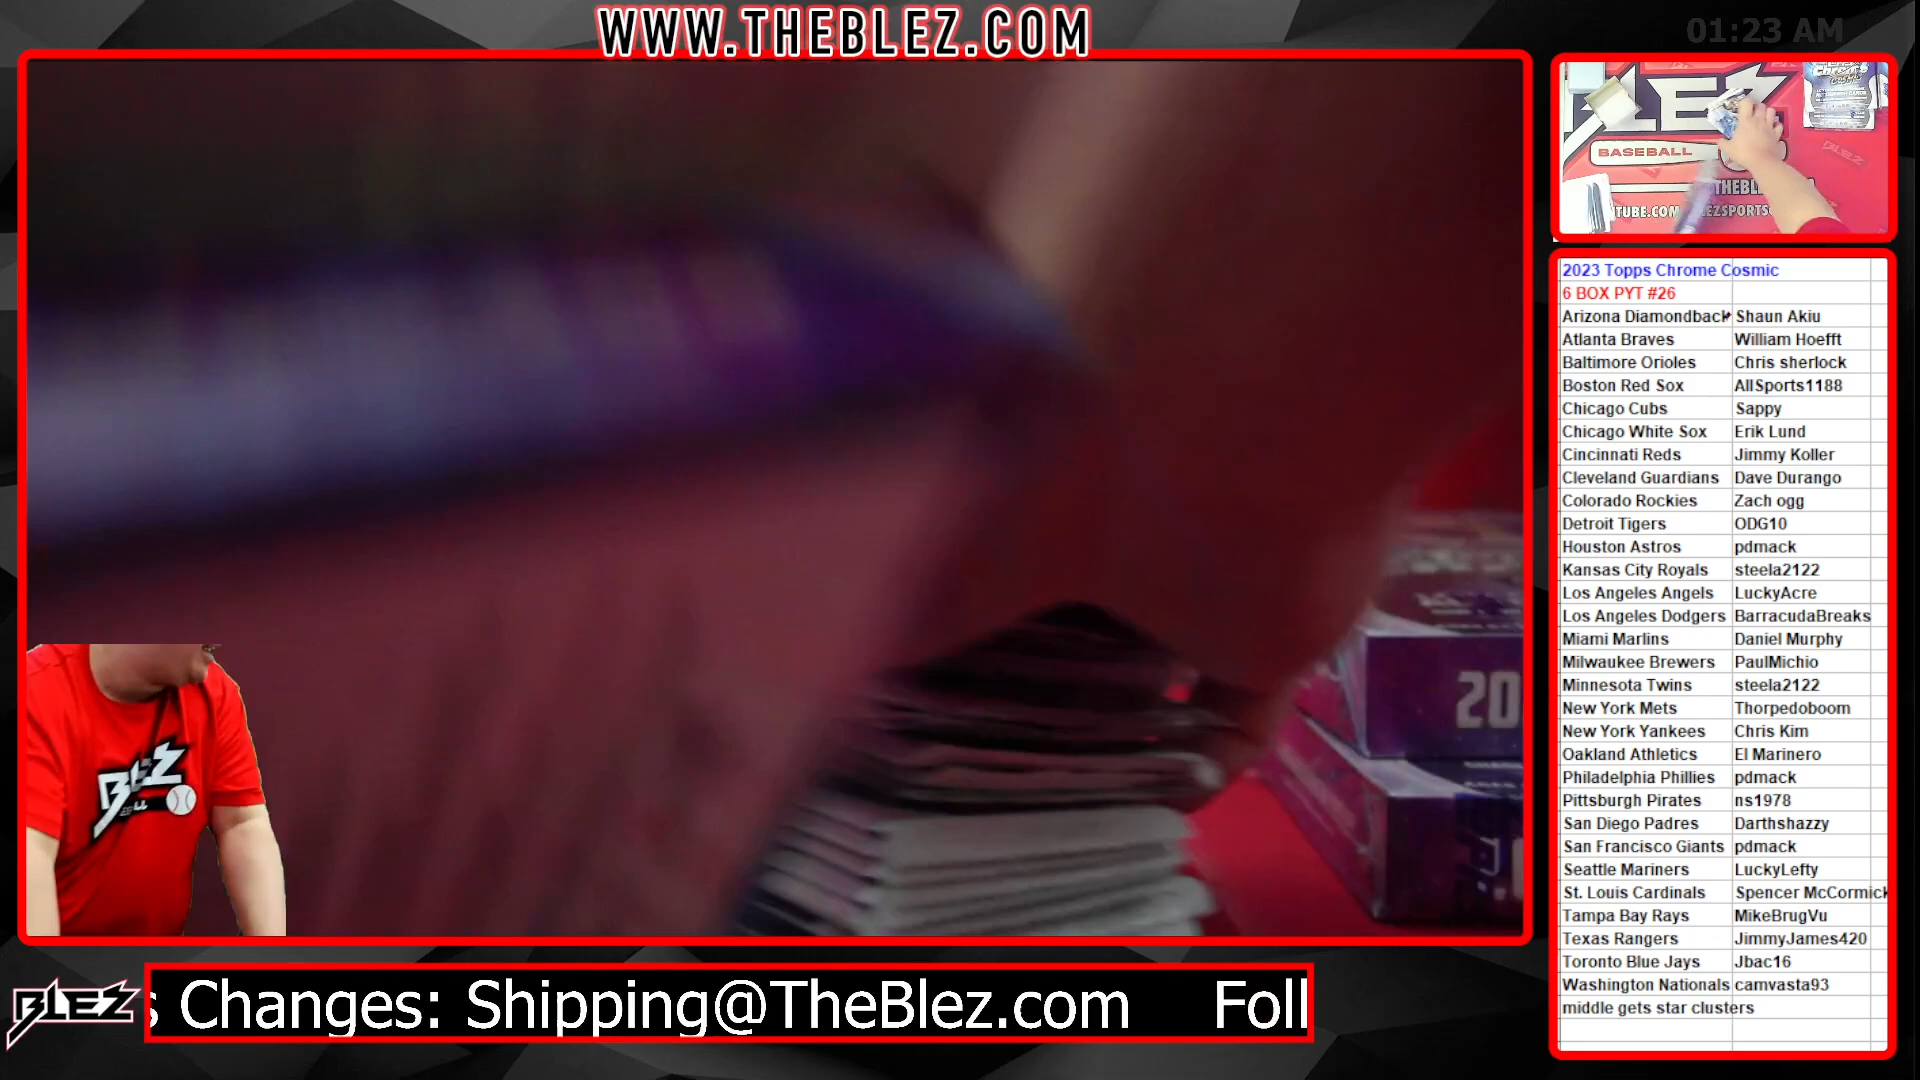 WWW.THEBLEZ.COM
01:23 AM
BLEZ
BASEBALL
THEBL
TUBE.COM
EZSPORTS
2023 Topps Chrome Cosmic
6 BOX PYT #26
Arizona Diamondback Shaun Akiu
Atlanta Braves William Hoefft
Baltimore Orioles Chris sherlock
Boston Red Sox AllSports1188
Chicago Cubs Sappy
Chicago White Sox Erik Lund
Cincinnati Reds Jimmy Koller
Cleveland Guardians Dave Durango
Colorado Rockies Zach ogg
Detroit Tigers ODG10
Houston Astros pdmack
Kansas City Royals steela2122
Los Angeles Angels LuckyAcre
Los Angeles Dodgers BarracudaBreaks
Miami Marlins Daniel Murphy
Milwaukee Brewers PaulMichio
Minnesota Twins steela2122
New York Mets Thorpedoboom
New York Yankees Chris Kim
Oakland Athletics El Marinero
Philadelphia Phillies pdmack
Pittsburgh Pirates ns1978
San Diego Padres Darthshazzy
San Francisco Giants pdmack
Seattle Mariners LuckyLefty
St. Louis Cardinals Spencer McCormick
Tampa Bay Rays MikeBrugVu
Texas Rangers JimmyJames420
Toronto Blue Jays Jbac16
Washington Nationals camvasta93
middle gets star clusters
20
BLEZ
BLEZ
s Changes: Shipping@TheBlez.com Foll